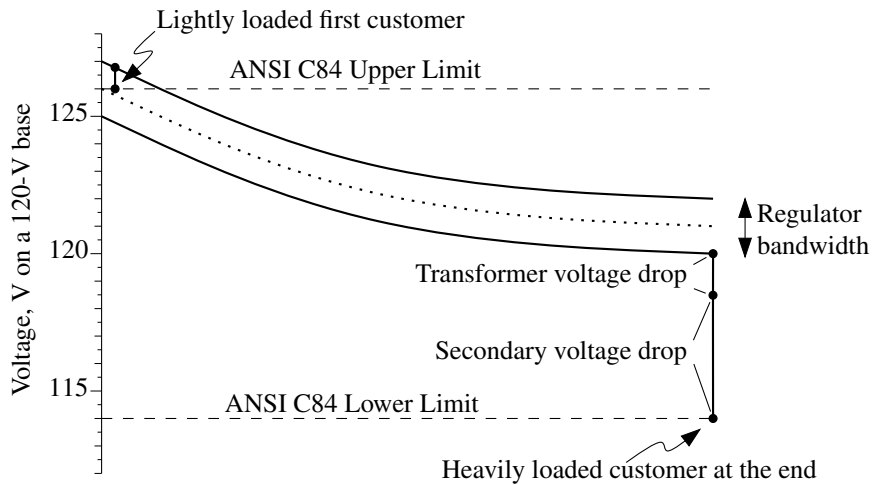 Lightly loaded first customer
ANSI C84 Upper Limit
125
Regulator
bandwidth
120
Transformer voltage drop
Secondary voltage drop
115
ANSI C84 Lower Limit
Heavily loaded customer at the end
Voltage, V on a 120-V base